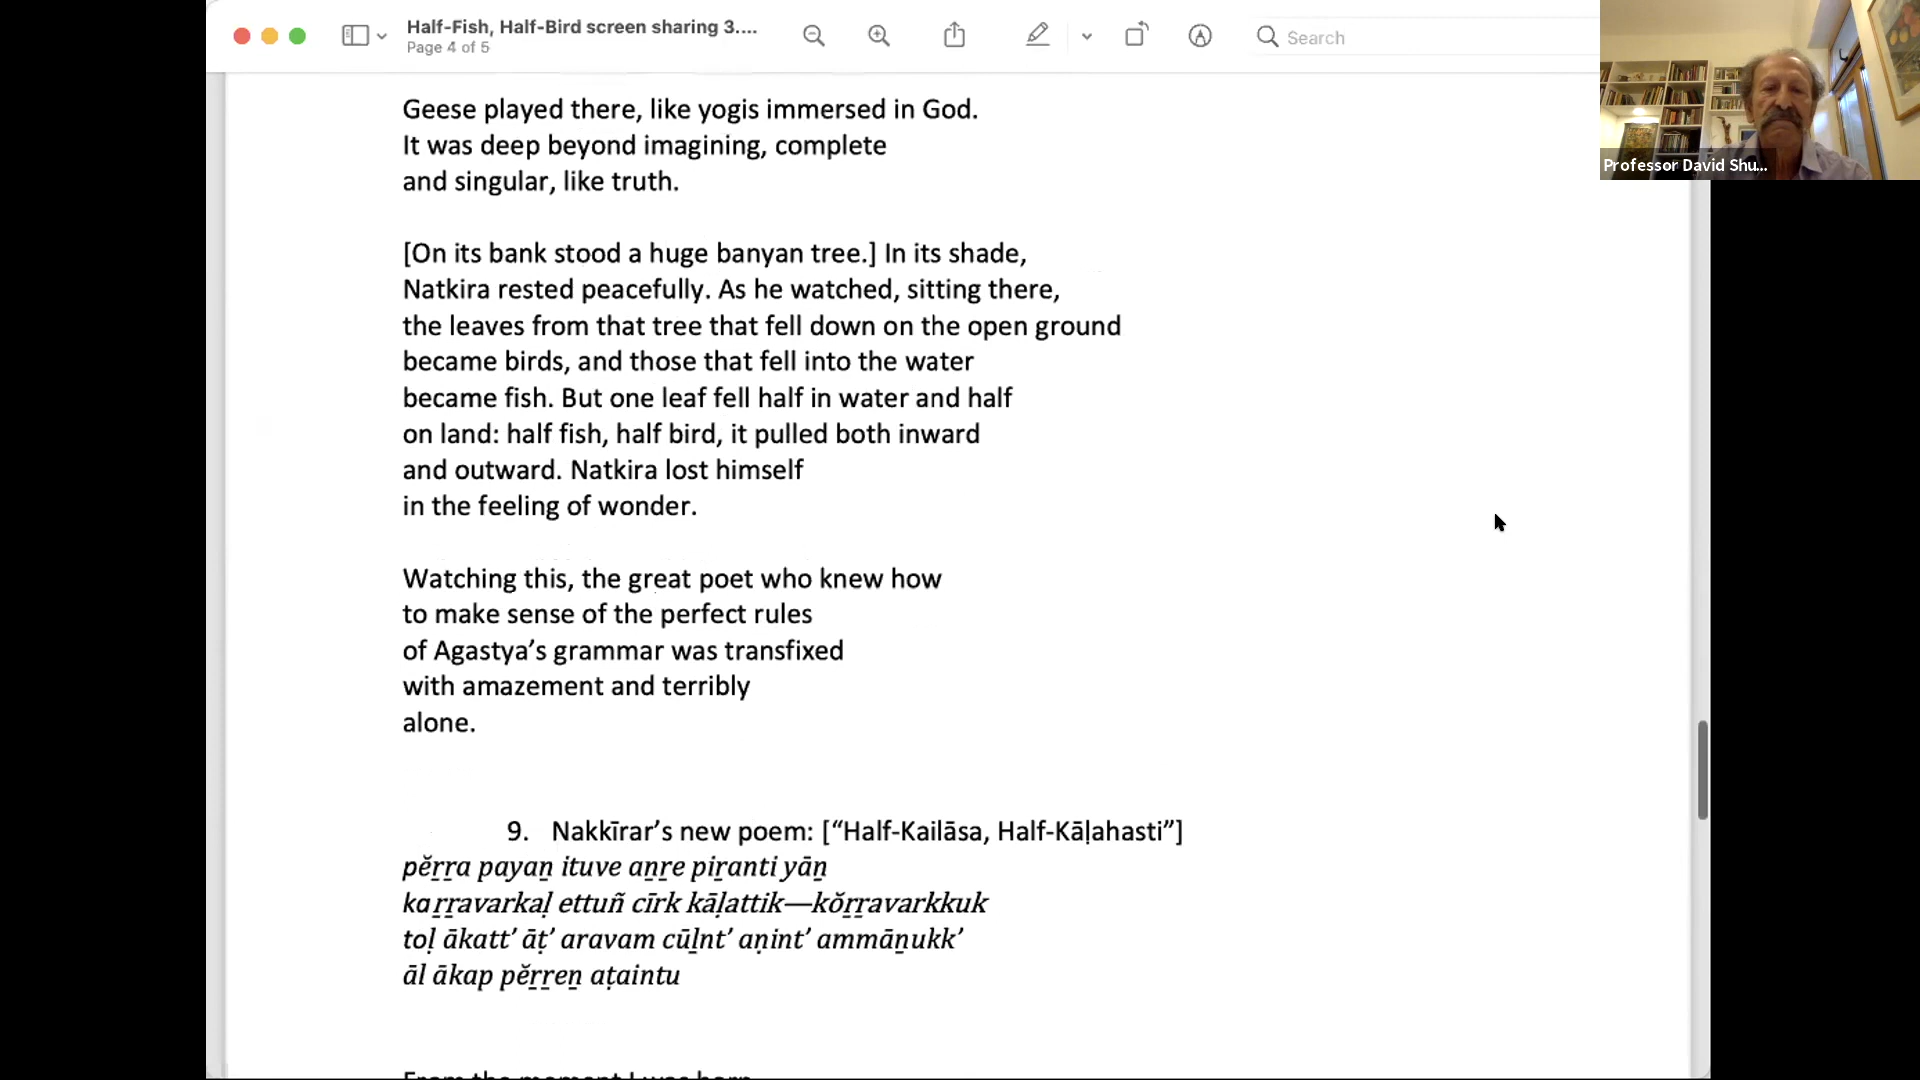 Half-Fish, Half-Bird screen sharing 3....
Page 4 of 5
Search
Professor David Shu...
Geese played there, like yogis immersed in God.
It was deep beyond imagining, complete
and singular, like truth.
[On its bank stood a huge banyan tree.] In its shade,
Natkira rested peacefully. As he watched, sitting there,
the leaves from that tree that fell down on the open ground
became birds, and those that fell into the water
became fish. But one leaf fell half in water and half
on land: half fish, half bird, it pulled both inward
and outward. Natkira lost himself
in the feeling of wonder.
Watching this, the great poet who knew how
to make sense of the perfect rules
of Agastya’s grammar was transfixed
with amazement and terribly
alone.
9. Nakkīrar’s new poem: [“Half-Kailāsa, Half-Kāḷahasti”]
pĕṟṟa payaṉ ituve aṉṟe piṟanti yāṉ
kaṟṟavarkaḷ ettuñ cīrk kāḷattik—kŏṟṟavarkkuk
toḷ ākatt’ āṭ’ aravam cūḻnt’ aṇint’ ammāṉukk’
āl ākap pĕṟṟeṉ aṭaintu
From the moment I was born